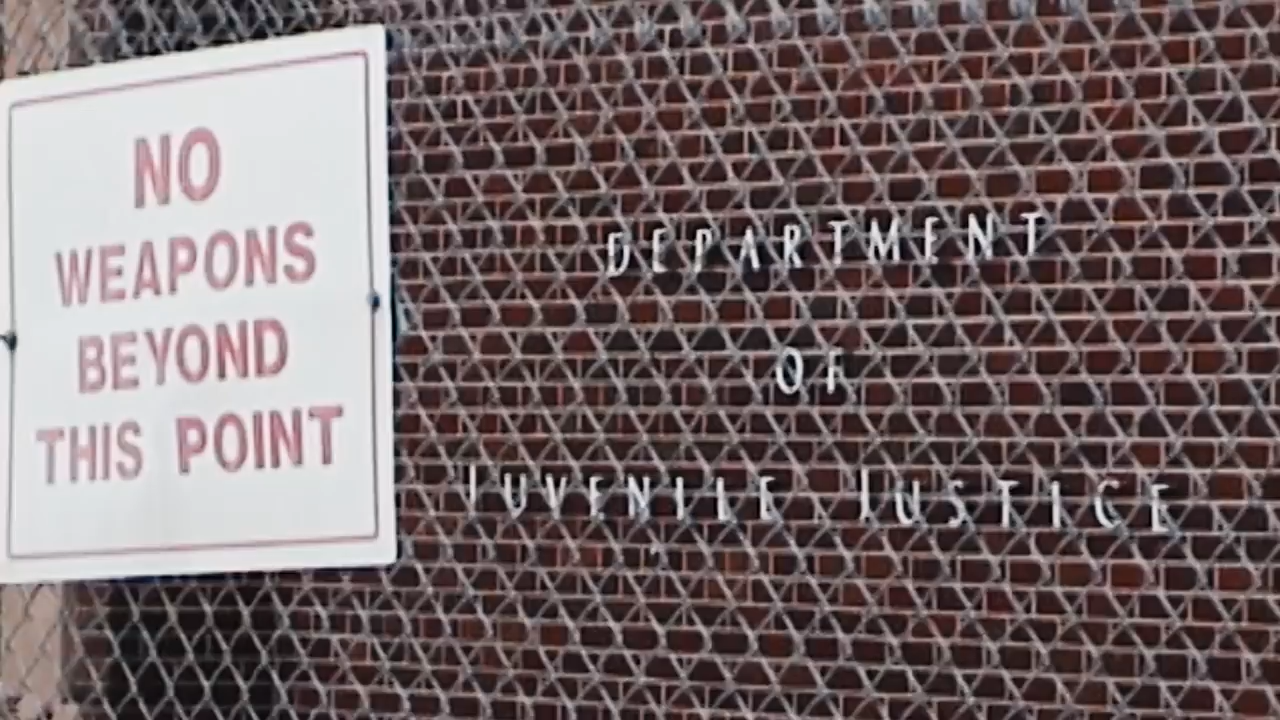 NO
WEAPONS
BEYOND
THIS POINT
DEPARTMENT
OF
JUVENILE JUSTICE